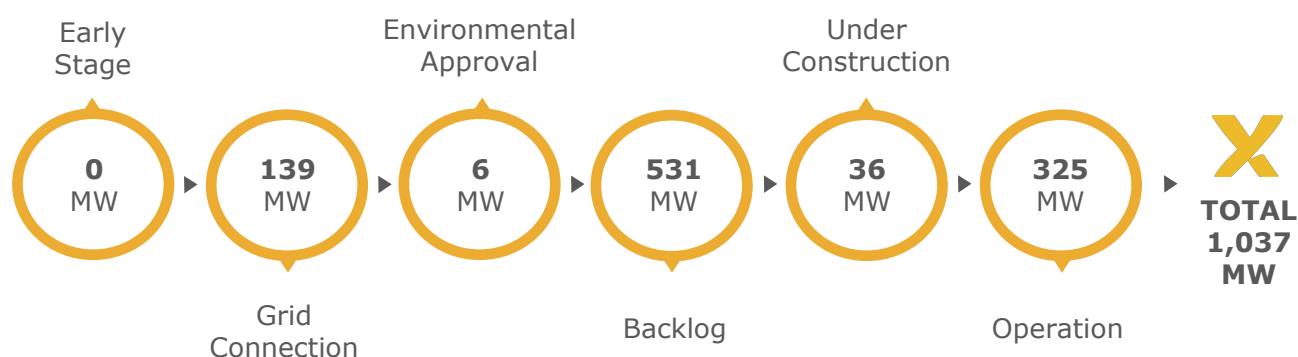 Early
Stage
Environmental
Approval
Under
Construction
0
MW
139
MW
6
MW
531
MW
36
MW
325
MW
TOTAL
1,037
MW
Grid
Connection
Backlog
Operation